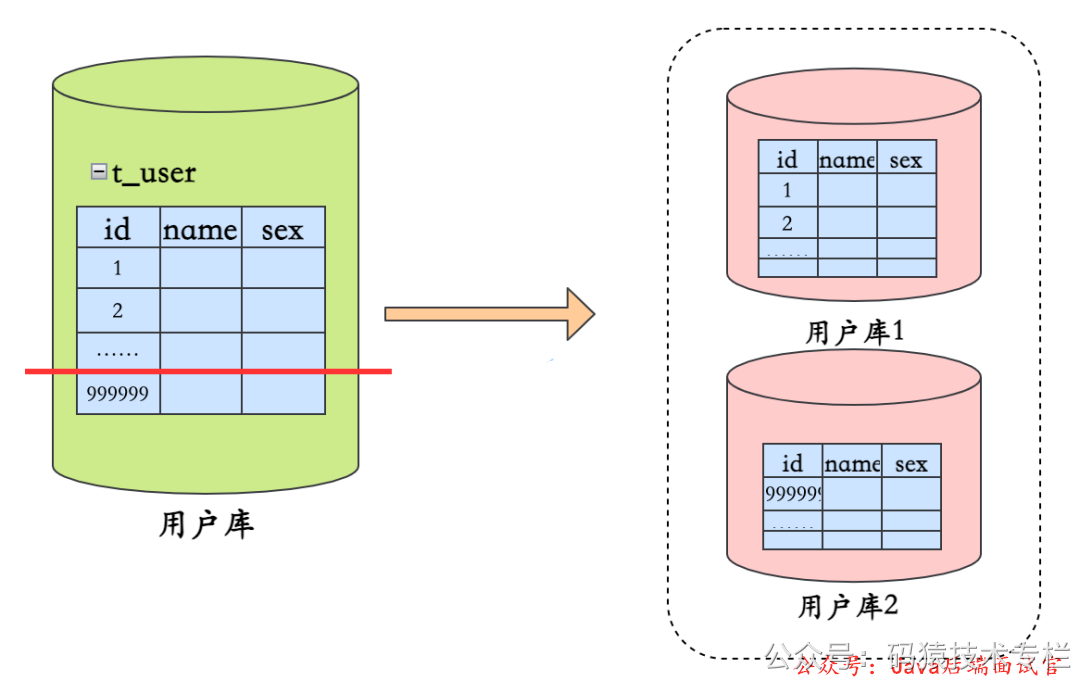 t_user
id name sex
1
2
......
999999
用户库
id name sex
1
2
......
用户库1
id name sex
99999
......
用户库2
公众号：码猿技术专栏
公众号：Java后端面试官